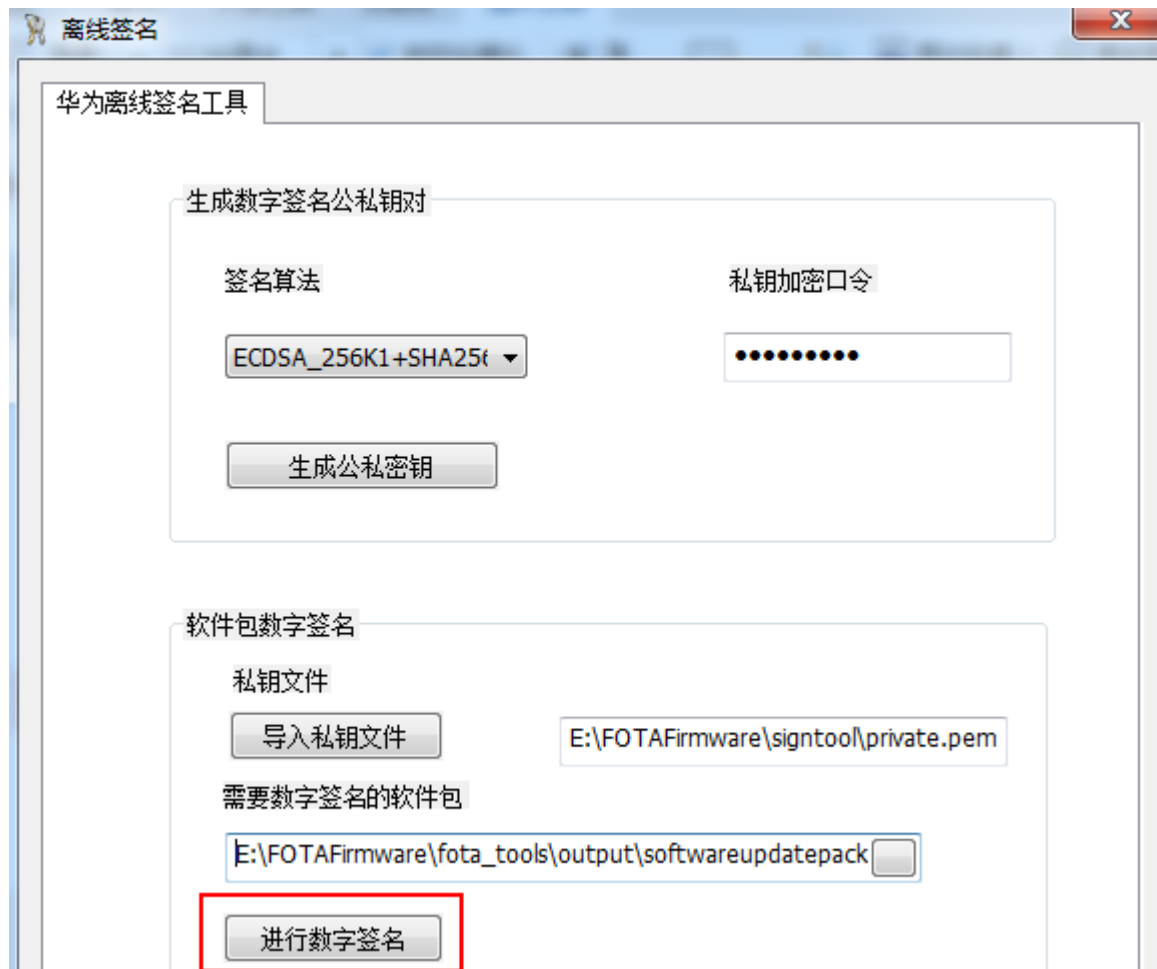 离线签名
华为离线签名工具
生成数字签名公私钥对
签名算法 私钥加密口令
ECDSA_256K1+SHA256
生成公私密钥
软件包数字签名
私钥文件
导入私钥文件 E:\FOTAFirmware\signtool\private.pem
需要数字签名的软件包
E:\FOTAFirmware\fota_tools\output\softwareupdatepack
进行数字签名